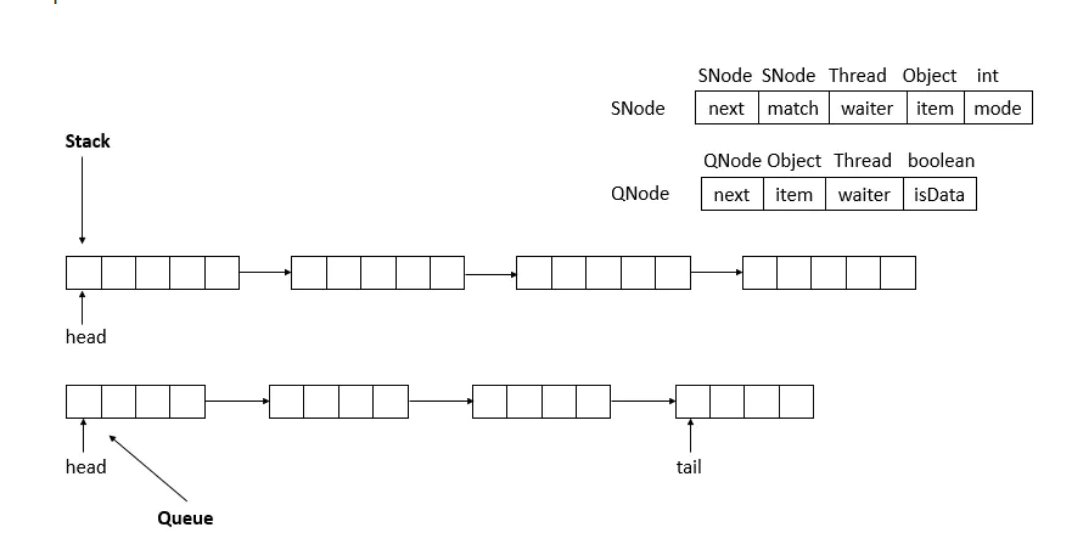 SNode SNode Thread Object int
SNode next match waiter item mode
Stack
QNode Object Thread boolean
QNode next item waiter isData
head
head tail
Queue